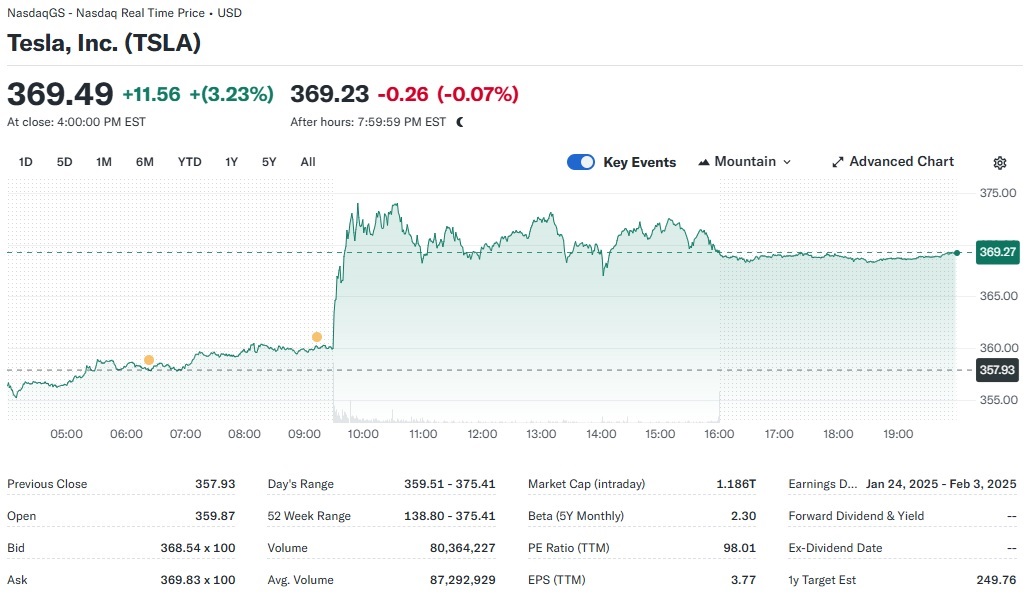 NasdaqGS - Nasdaq Real Time Price • USD
Tesla, Inc. (TSLA)
369.49 +11.56 +(3.23%) 369.23 -0.26 (-0.07%)
At close: 4:00:00 PM EST After hours: 7:59:59 PM EST
1D 5D 1M 6M YTD 1Y 5Y All Key Events Mountain Advanced Chart
375.00
369.27
365.00
360.00
357.93
355.00
05:00 06:00 07:00 08:00 09:00 10:00 11:00 12:00 13:00 14:00 15:00 16:00 17:00 18:00 19:00
Previous Close 357.93 Day's Range 359.51 - 375.41 Market Cap (intraday) 1.186T Earnings D... Jan 24, 2025 - Feb 3, 2025
Open 359.87 52 Week Range 138.80 - 375.41 Beta (5Y Monthly) 2.30 Forward Dividend & Yield --
Bid 368.54 x 100 Volume 80,364,227 PE Ratio (TTM) 98.01 Ex-Dividend Date --
Ask 369.83 x 100 Avg. Volume 87,292,929 EPS (TTM) 3.77 1y Target Est 249.76